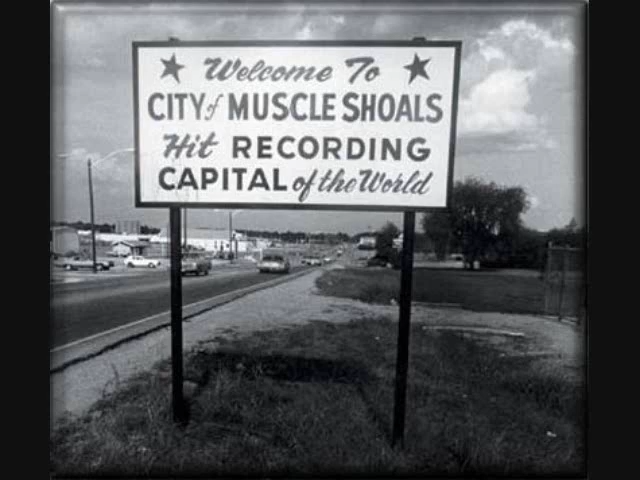 Welcome To
CITY of MUSCLE SHOALS
Hit RECORDING
CAPITAL of the World